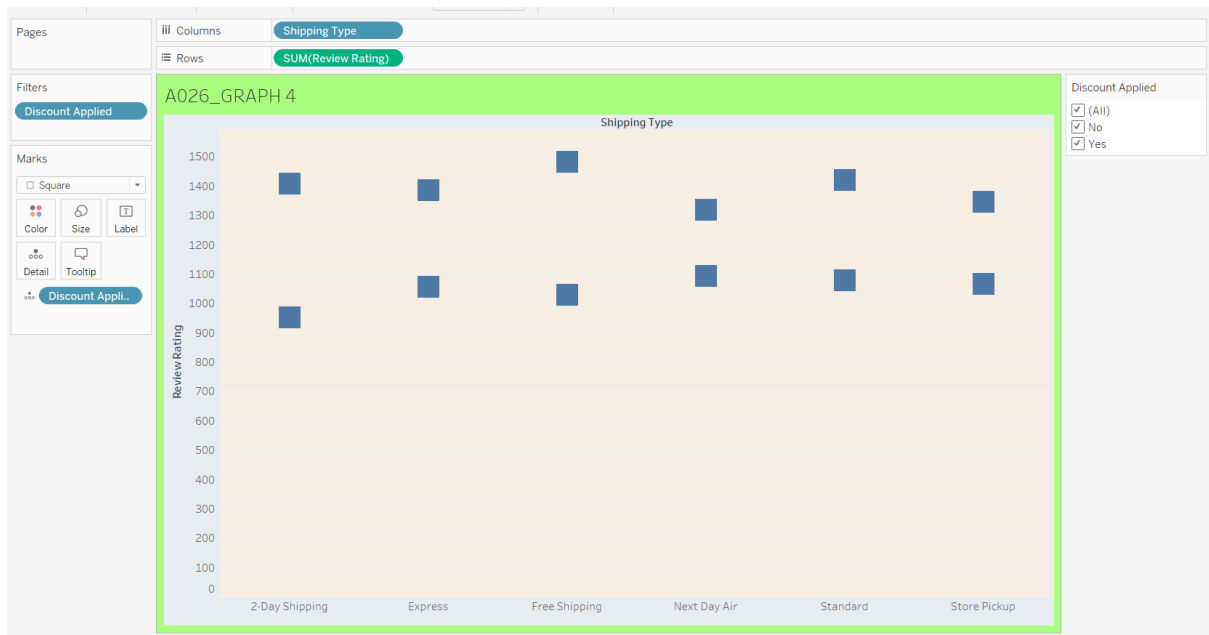 Pages
Columns
Shipping Type
Rows
SUM(Review Rating)
Filters
Discount Applied
Marks
Square
Color
Size
Label
Detail
Tooltip
Discount Appli..
A026_GRAPH 4
Shipping Type
Review Rating
1500
1400
1300
1200
1100
1000
900
800
700
600
500
400
300
200
100
0
2-Day Shipping
Express
Free Shipping
Next Day Air
Standard
Store Pickup
Discount Applied
(All)
No
Yes